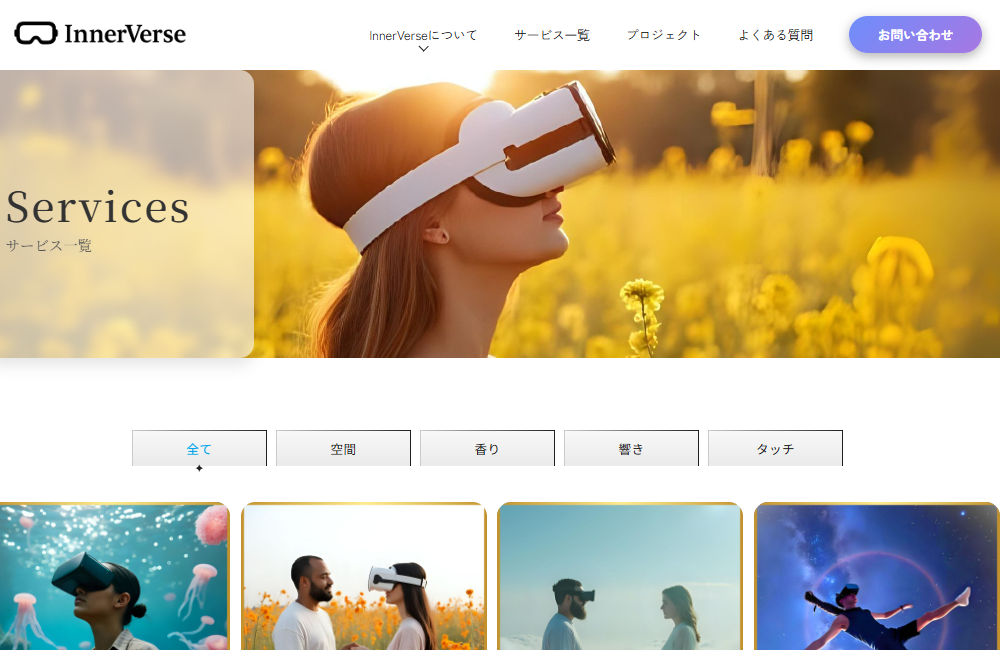 InnerVerse
InnerVerseについて
サービス一覧
プロジェクト
よくある質問
お問い合わせ
Services
サービス一覧
全て
空間
香り
響き
タッチ